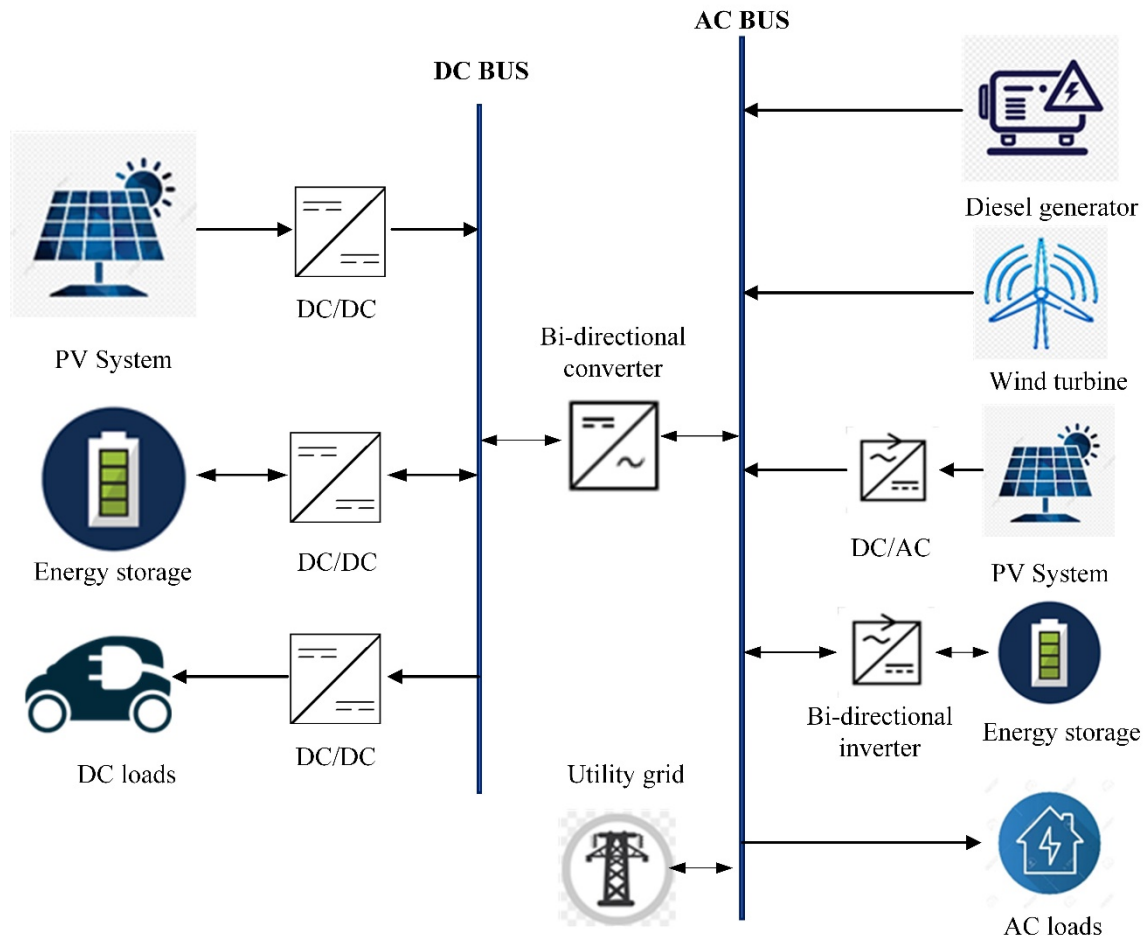 AC BUS
DC BUS
Diesel generator
DC/DC
PV System
Bi-directional
converter
Wind turbine
DC/AC
PV System
DC/DC
Energy storage
Bi-directional
inverter
Energy storage
DC/DC
DC loads
Utility grid
AC loads